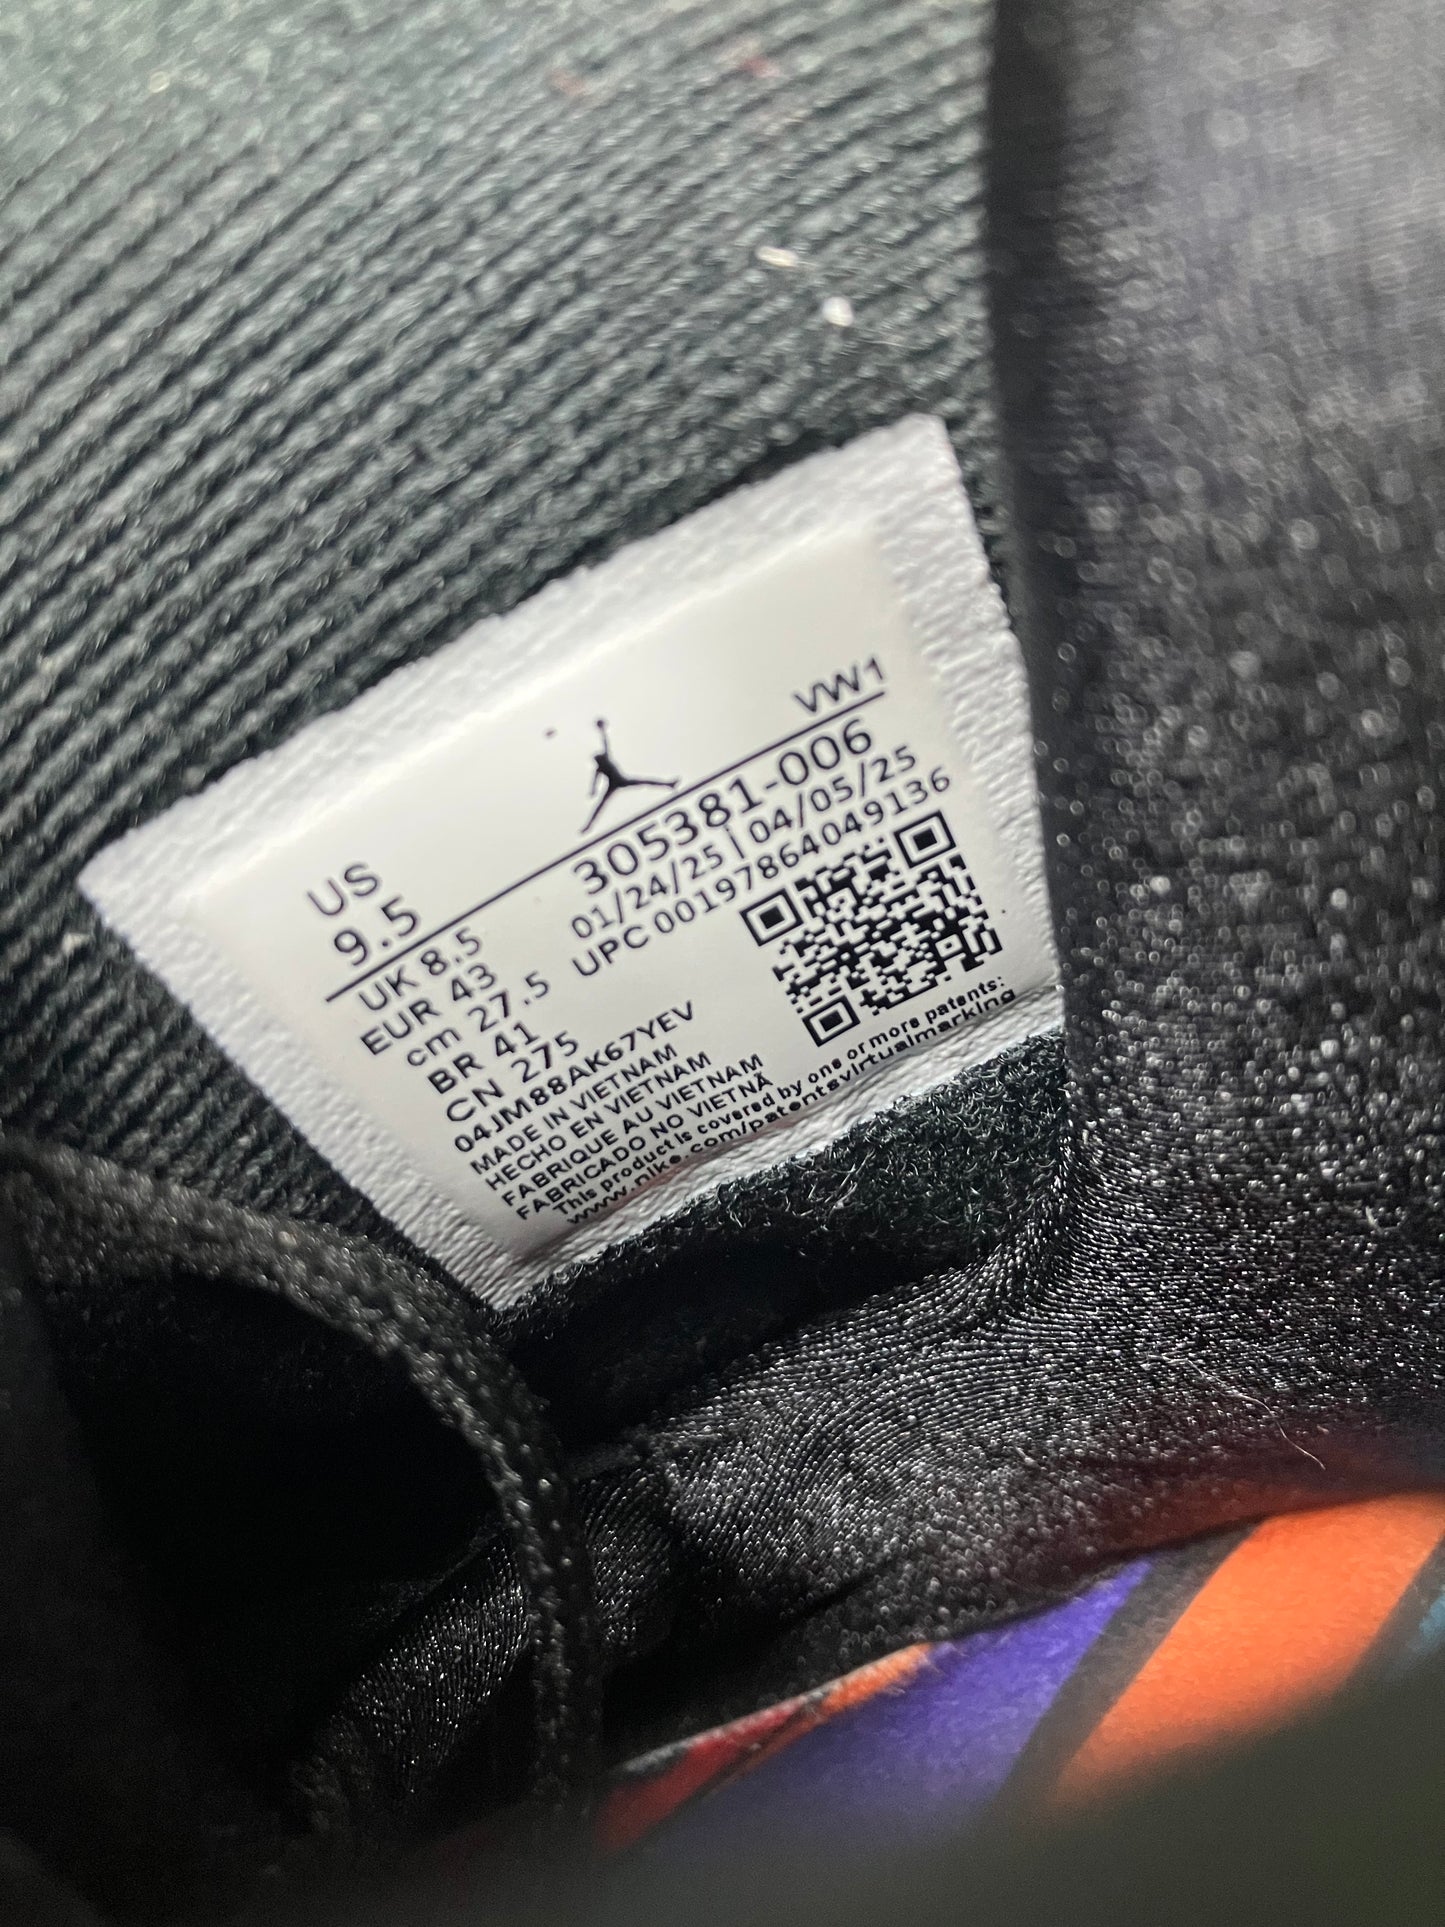 VW1
US
9.5
305381-006
01/24/25 | 04/05/25
UPC 00197864049136
UK 8.5
EUR 43
cm 27.5
BR 41
CN 275
04JM88AK67YEV
MADE IN VIETNAM
HECHO EN VIETNAM
FABRIQUE AU VIETNAM
FABRICADO NO VIETNÃ
This product is covered by one or more patents:
www.nike.com/patentsvirtualmarking